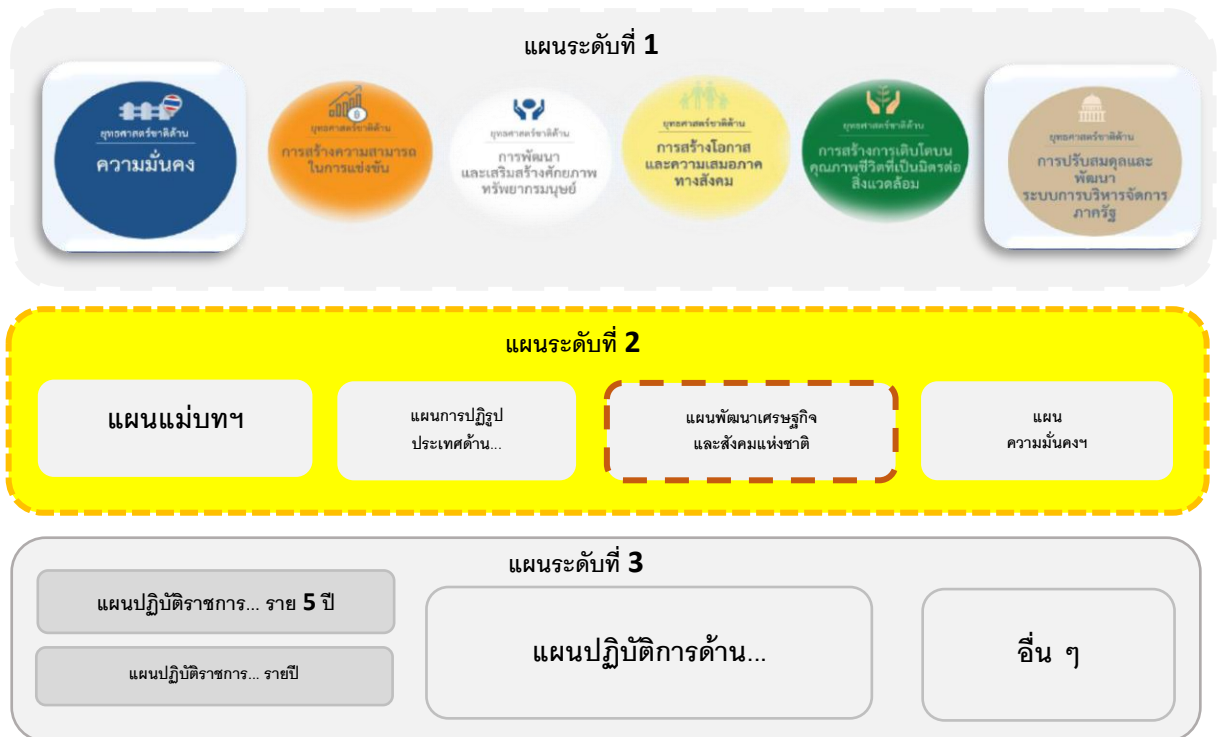 แผนระดับที่ 1
ยุทธศาสตร์ชาติด้าน
ความมั่นคง
ยุทธศาสตร์ชาติด้าน
การสร้างความสามารถ
ในการแข่งขัน
ยุทธศาสตร์ชาติด้าน
การพัฒนา
และเสริมสร้างศักยภาพ
ทรัพยากรมนุษย์
ยุทธศาสตร์ชาติด้าน
การสร้างโอกาส
และความเสมอภาค
ทางสังคม
ยุทธศาสตร์ชาติด้าน
การสร้างการเติบโตบน
คุณภาพชีวิตที่เป็นมิตรต่อ
สิ่งแวดล้อม
ยุทธศาสตร์ชาติด้าน
การปรับสมดุลและ
พัฒนา
ระบบการบริหารจัดการ
ภาครัฐ
แผนระดับที่ 2
แผนแม่บทฯ
แผนการปฏิรูป
ประเทศด้าน...
แผนพัฒนาเศรษฐกิจ
และสังคมแห่งชาติ
แผน
ความมั่นคงฯ
แผนระดับที่ 3
แผนปฏิบัติราชการ... ราย 5 ปี
แผนปฏิบัติราชการ... รายปี
แผนปฏิบัติการด้าน...
อื่น ๆ